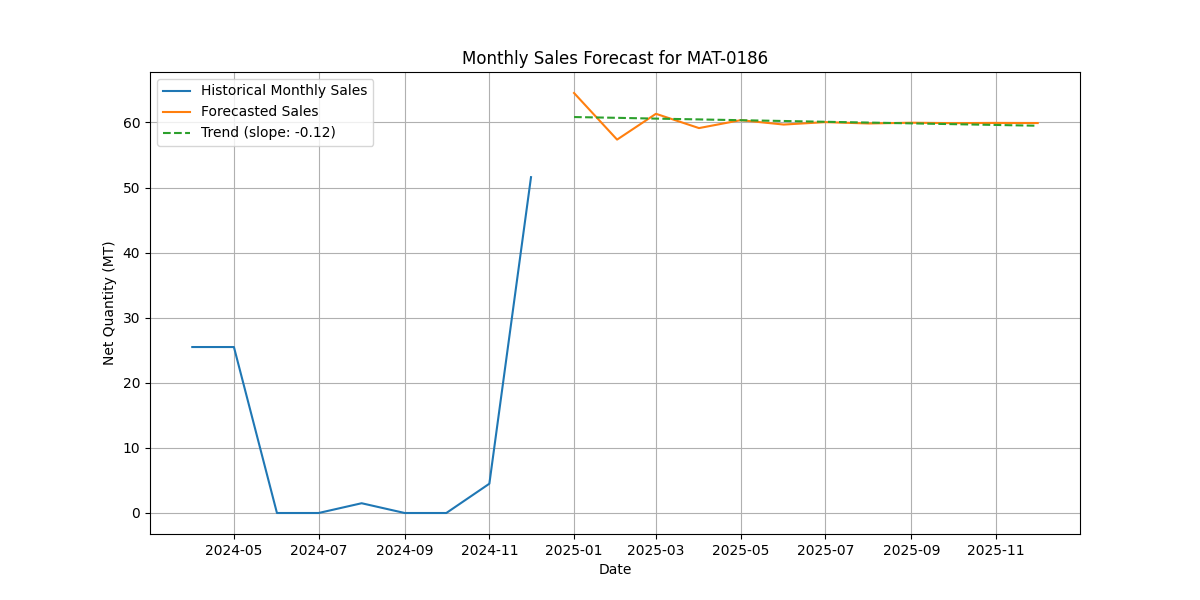 Monthly Sales Forecast for MAT-0186
Historical Monthly Sales
Forecasted Sales
Trend (slope: -0.12)
Net Quantity (MT)
60
50
40
30
20
10
0
2024-05 2024-07 2024-09 2024-11 2025-01 2025-03 2025-05 2025-07 2025-09 2025-11
Date